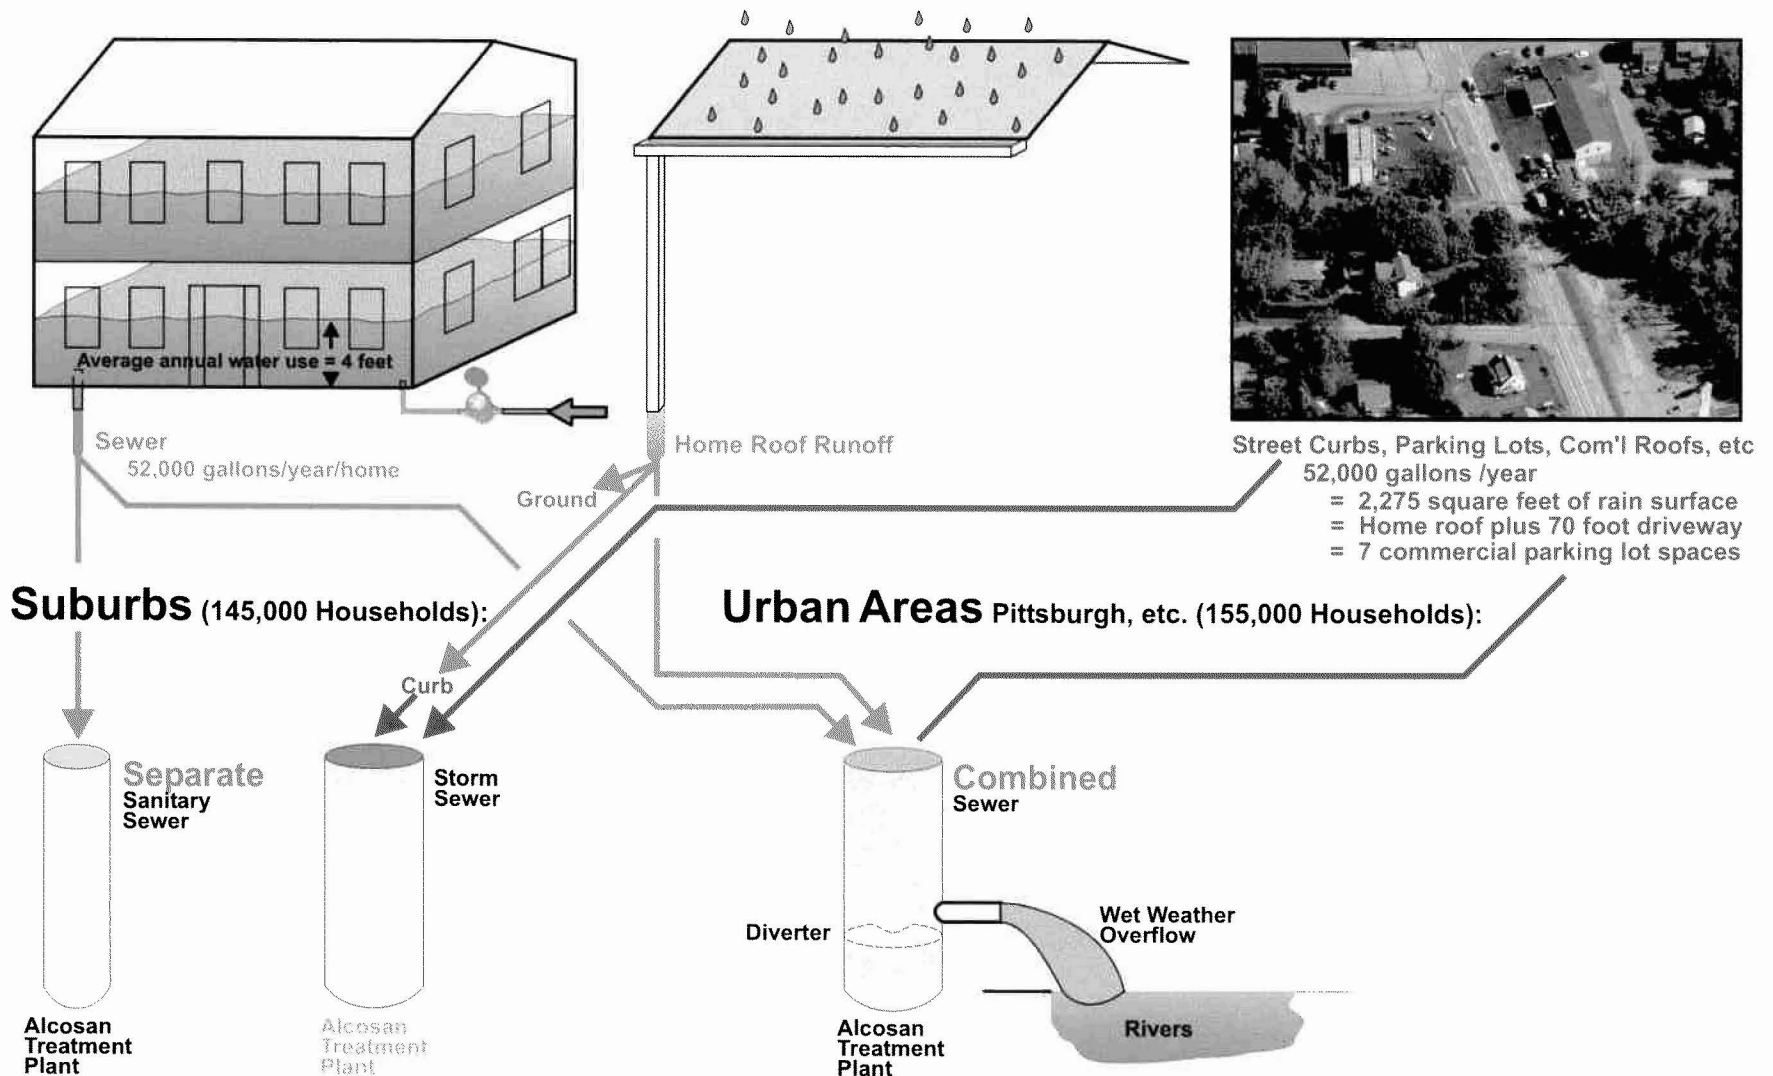 Average annual water use = 4 feet
Sewer
52,000 gallons/year/home
Home Roof Runoff
Ground
Street Curbs, Parking Lots, Com'l Roofs, etc
52,000 gallons /year
= 2,275 square feet of rain surface
= Home roof plus 70 foot driveway
= 7 commercial parking lot spaces
Suburbs (145,000 Households):
Urban Areas Pittsburgh, etc. (155,000 Households):
Curb
Separate
Sanitary
Sewer
Storm
Sewer
Combined
Sewer
Diverter
Wet Weather
Overflow
Rivers
Alcosan
Treatment
Plant
Alcosan
Treatment
Plant
Alcosan
Treatment
Plant